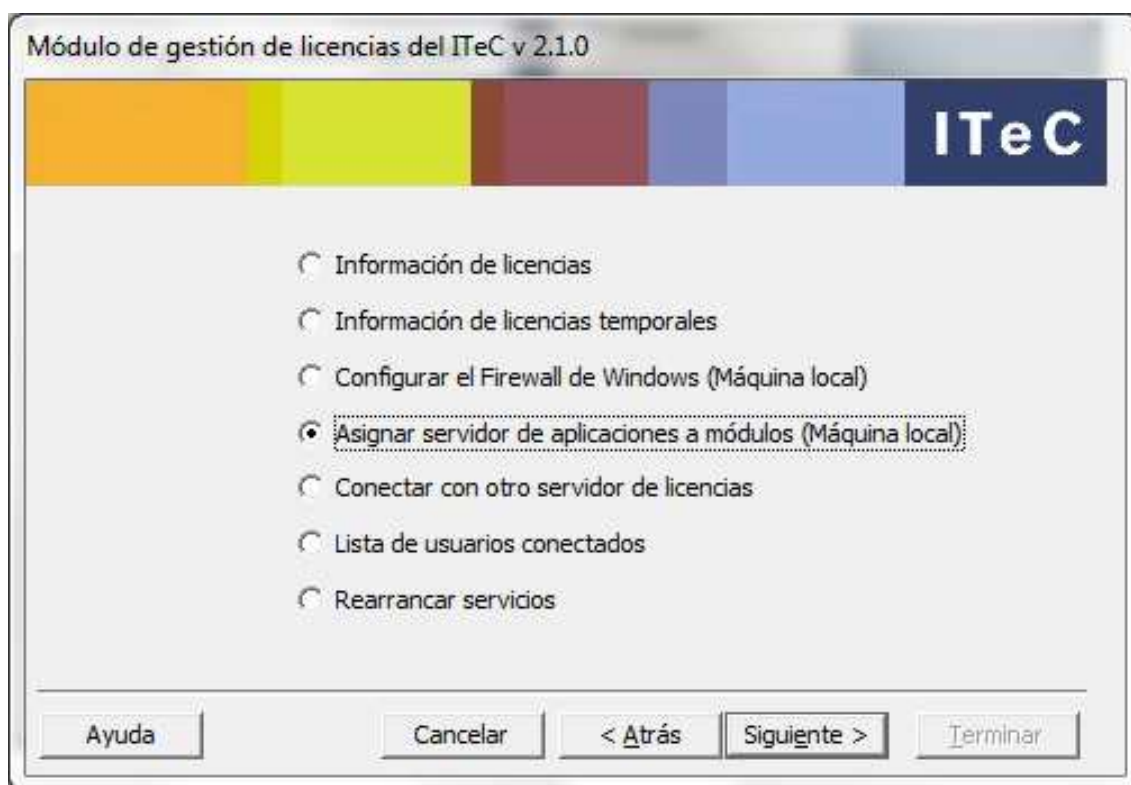 Módulo de gestión de licencias del ITeC v 2.1.0
ITeC
Información de licencias
Información de licencias temporales
Configurar el Firewall de Windows (Máquina local)
Asignar servidor de aplicaciones a módulos (Máquina local)
Conectar con otro servidor de licencias
Lista de usuarios conectados
Rearrancar servicios
Ayuda
Cancelar
< Atrás
Siguiente >
Terminar